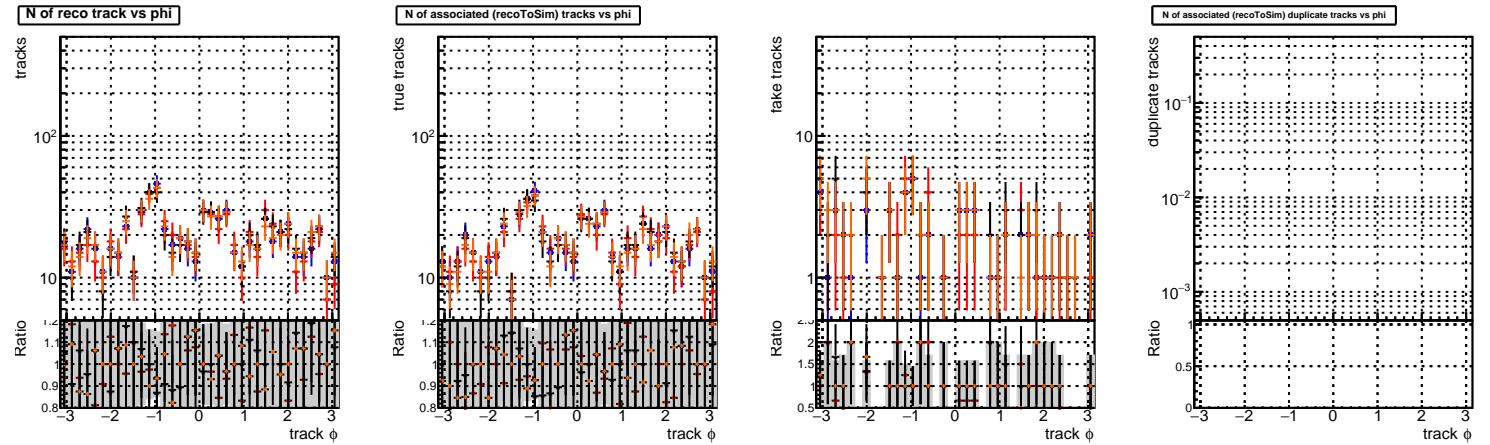 N of reco track vs phi
tracks
10²
10
Ratio
1.2
1.1
1
0.9
0.8
−3 −2 −1 0 1 2 3
track ϕ
N of associated (recoToSim) tracks vs phi
true tracks
10²
10
Ratio
1.2
1.1
1
0.9
0.8
−3 −2 −1 0 1 2 3
track ϕ
fake tracks
10
1
Ratio
2.5
2
1.5
1
0.5
−3 −2 −1 0 1 2 3
track ϕ
N of associated (recoToSim) duplicate tracks vs phi
duplicate tracks
10⁻¹
10⁻²
10⁻³
Ratio
1
0.5
0
−3 −2 −1 0 1 2 3
track ϕ